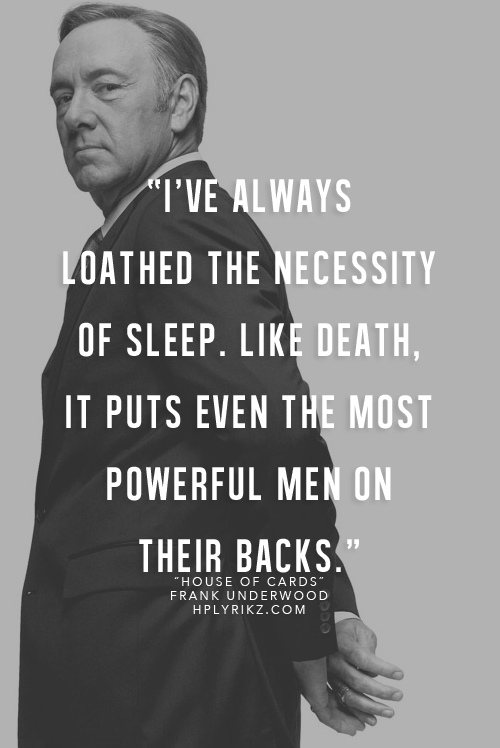 “I’VE ALWAYS
LOATHED THE NECESSITY
OF SLEEP. LIKE DEATH,
IT PUTS EVEN THE MOST
POWERFUL MEN ON
THEIR BACKS.”
“HOUSE OF CARDS”
FRANK UNDERWOOD
HPLYRIKZ.COM